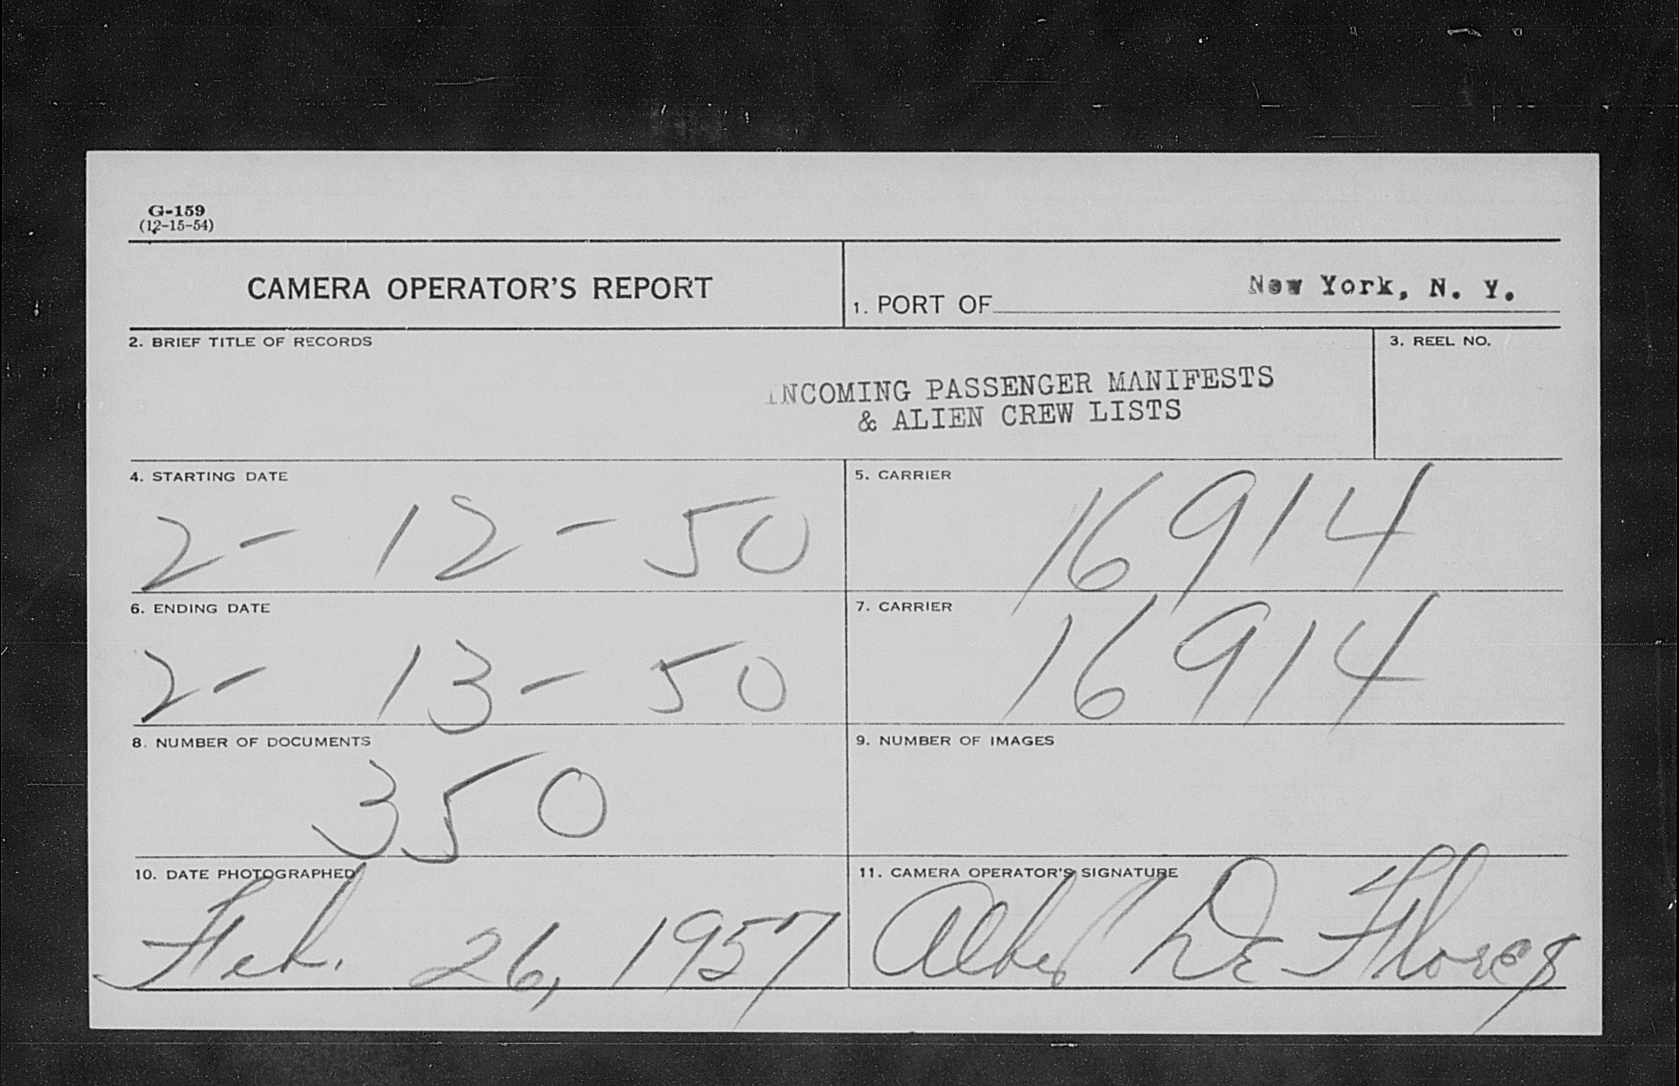 G-159
(12-15-54)
CAMERA OPERATOR'S REPORT
1. PORT OF New York, N. Y.
2. BRIEF TITLE OF RECORDS
3. REEL NO.
INCOMING PASSENGER MANIFESTS
& ALIEN CREW LISTS
4. STARTING DATE
2- 12-50
5. CARRIER
16914
6. ENDING DATE
2- 13-50
7. CARRIER
16914
8. NUMBER OF DOCUMENTS
350
9. NUMBER OF IMAGES
10. DATE PHOTOGRAPHED
Feb. 26, 1957
11. CAMERA OPERATOR'S SIGNATURE
De Flores